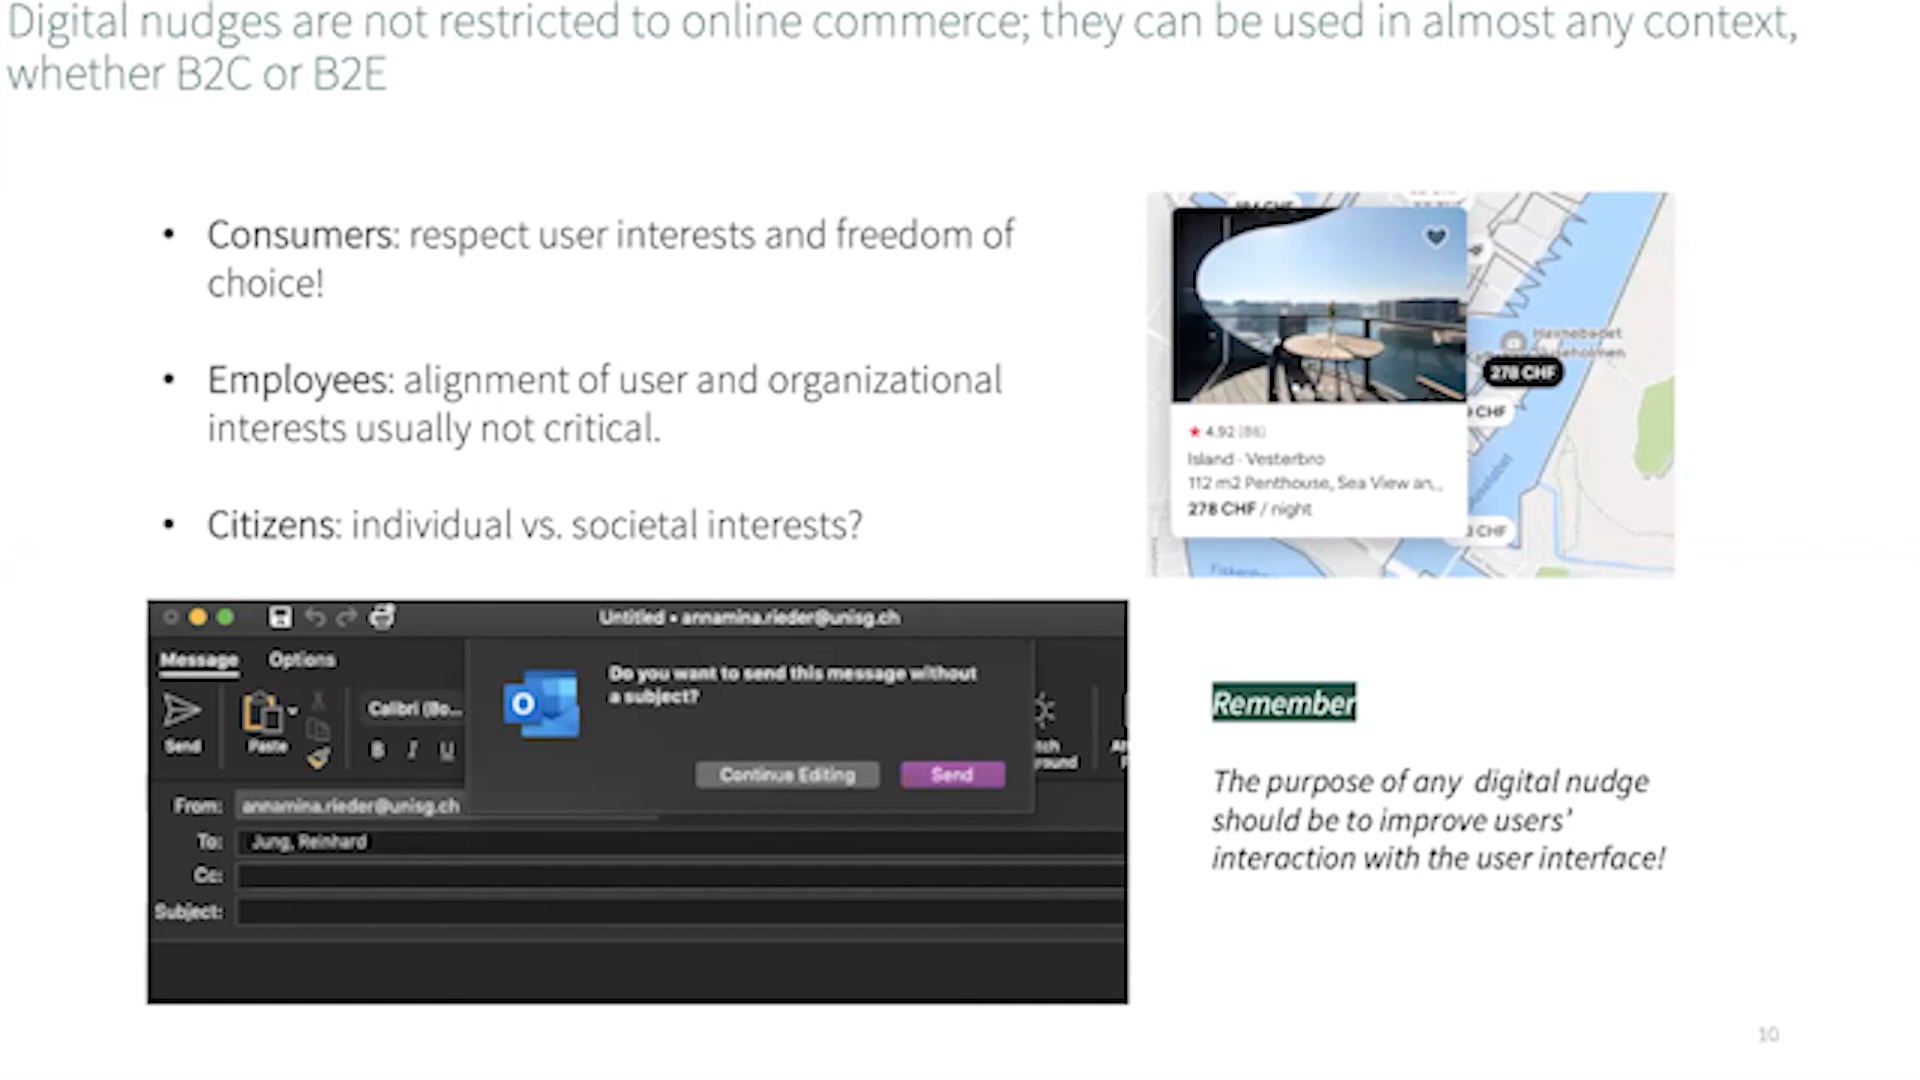 Digital nudges are not restricted to online commerce; they can be used in almost any context,
whether B2C or B2E
• Consumers: respect user interests and freedom of
choice!
• Employees: alignment of user and organizational
interests usually not critical.
• Citizens: individual vs. societal interests?
Havnebadet
278 CHF
CHF
★ 4.92 (88)
Island · Vesterbro
112 m2 Penthouse, Sea View an...
278 CHF / night
CHF
Untitled • annamina.rieder@unisg.ch
Message Options
Do you want to send this message without
a subject?
Calibri (Bo...
Send Paste B I U
Continue Editing Send
From: annamina.rieder@unisg.ch
To: Jung, Reinhard
Cc:
Subject:
Remember
The purpose of any digital nudge
should be to improve users’
interaction with the user interface!
10